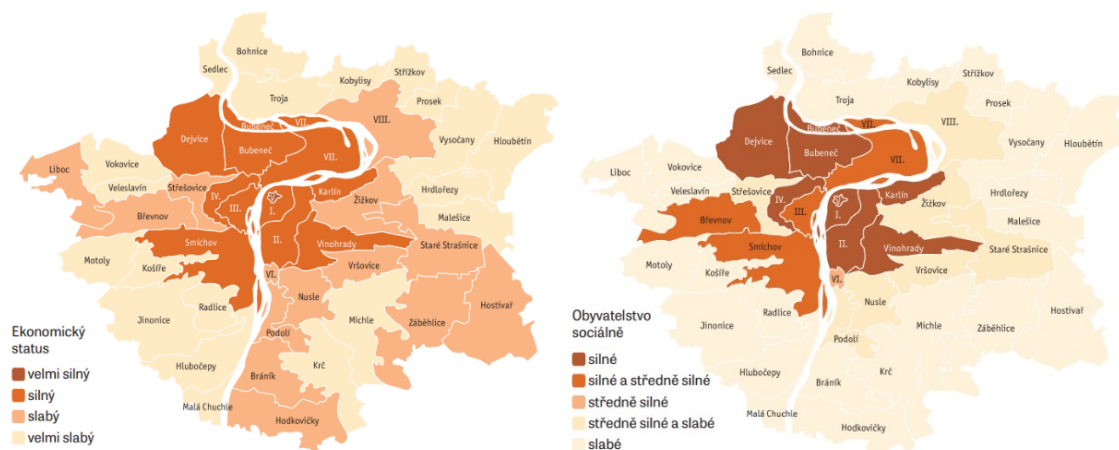 Bohnice
Sedlec
Kobylisy
Střížkov
Troja
Prosek
VII.
VIII.
Bubeneč
Dejvice
Vysočany
Hloubětín
Bubeneč
VII.
Liboc
Vokovice
Veleslavín
Střešovice
Karlín
Hrdlořezy
IV.
III.
I.
Žižkov
Malešice
Břevnov
Smíchov
II.
Vinohrady
Staré Strašnice
Motoly
Košíře
VI.
Vršovice
Nusle
Hostivař
Radlice
Jinonice
Michle
Záběhlice
Podolí
Hlubočepy
Bráník
Krč
Malá Chuchle
Hodkovičky
Ekonomický
status
velmi silný
silný
slabý
velmi slabý
Bohnice
Sedlec
Kobylisy
Střížkov
Troja
Prosek
VII.
VIII.
Bubeneč
Dejvice
Vysočany
Hloubětín
Bubeneč
VII.
Liboc
Vokovice
Veleslavín
Střešovice
Karlín
Hrdlořezy
IV.
III.
I.
Žižkov
Malešice
Břevnov
Smíchov
II.
Vinohrady
Staré Strašnice
Motoly
Košíře
VI.
Vršovice
Nusle
Hostivař
Radlice
Jinonice
Michle
Záběhlice
Podolí
Hlubočepy
Bráník
Krč
Malá Chuchle
Hodkovičky
Obyvatelstvo
sociálně
silné
silné a středně silné
středně silné
středně silné a slabé
slabé